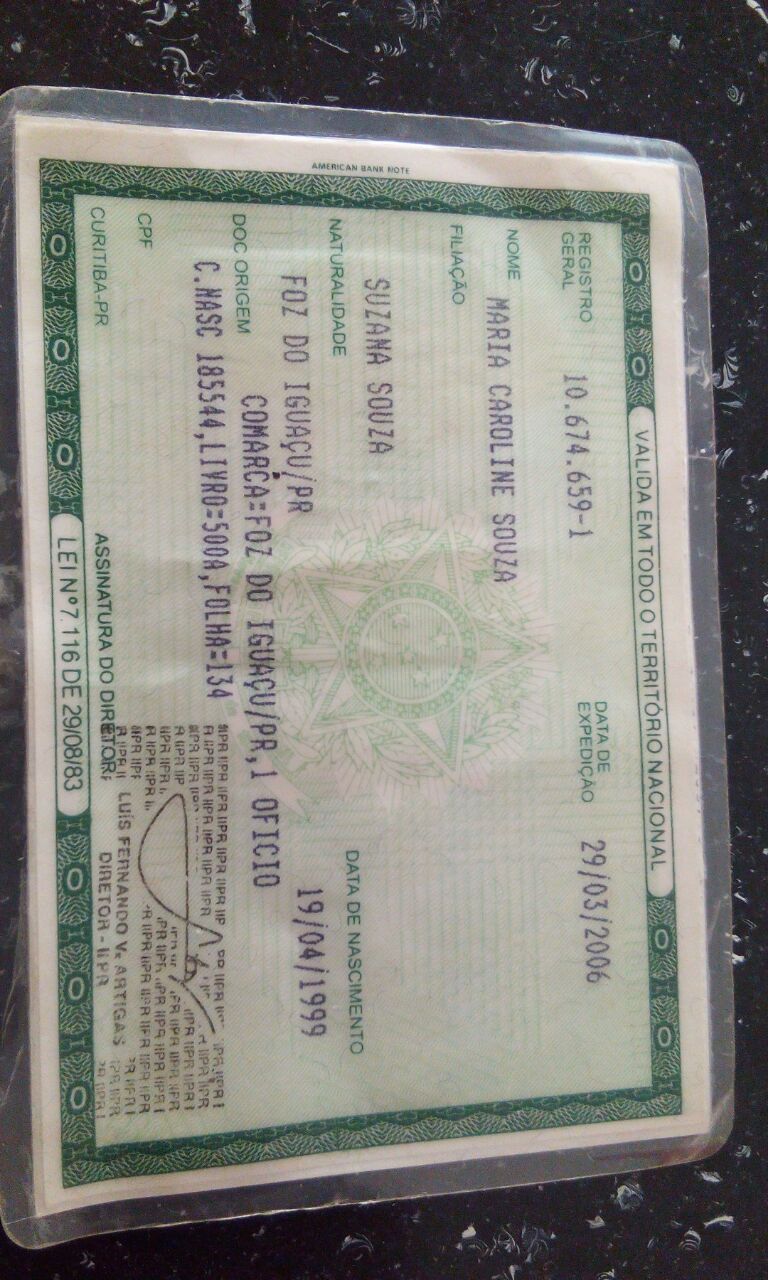 AMERICAN BANK NOTE
VALIDA EM TODO O TERRITÓRIO NACIONAL
REGISTRO GERAL 10.674.659-1 DATA DE EXPEDIÇÃO 29/03/2006
NOME
MARIA CAROLINE SOUZA
FILIAÇÃO
SUZANA SOUZA
NATURALIDADE DATA DE NASCIMENTO
FOZ DO IGUAÇU/PR 19/04/1999
DOC ORIGEM COMARCA=FOZ DO IGUAÇU/PR,1 OFICIO
C.NASC 185544,LIVRO=500A,FOLHA=134
CPF
CURITIBA-PR
LUÍS FERNANDO V. ARTIGAS
DIRETOR - IIPR
ASSINATURA DO DIRETOR
LEI Nº 7.116 DE 29/08/83